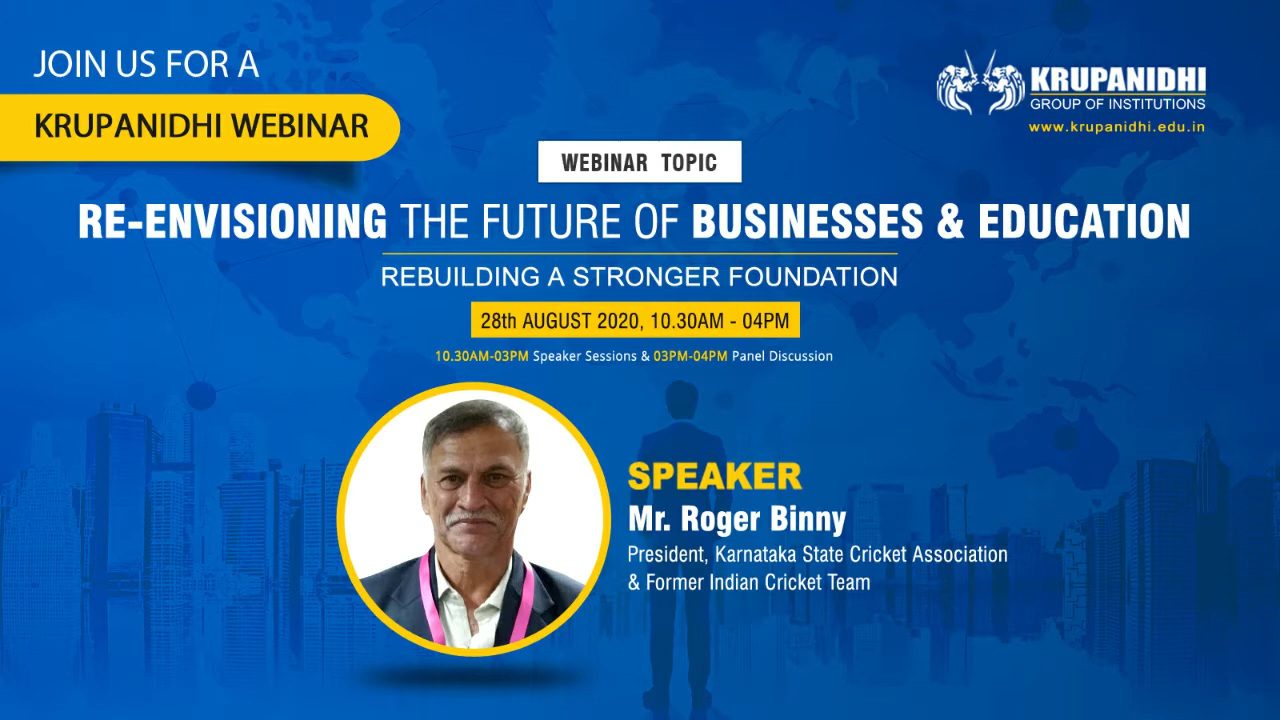 JOIN US FOR A
KRUPANIDHI WEBINAR
KRUPANIDHI
GROUP OF INSTITUTIONS
www.krupanidhi.edu.in
WEBINAR TOPIC
RE-ENVISIONING THE FUTURE OF BUSINESSES & EDUCATION
REBUILDING A STRONGER FOUNDATION
28th AUGUST 2020, 10.30AM - 04PM
10.30AM-03PM Speaker Sessions & 03PM-04PM Panel Discussion
SPEAKER
Mr. Roger Binny
President, Karnataka State Cricket Association
& Former Indian Cricket Team